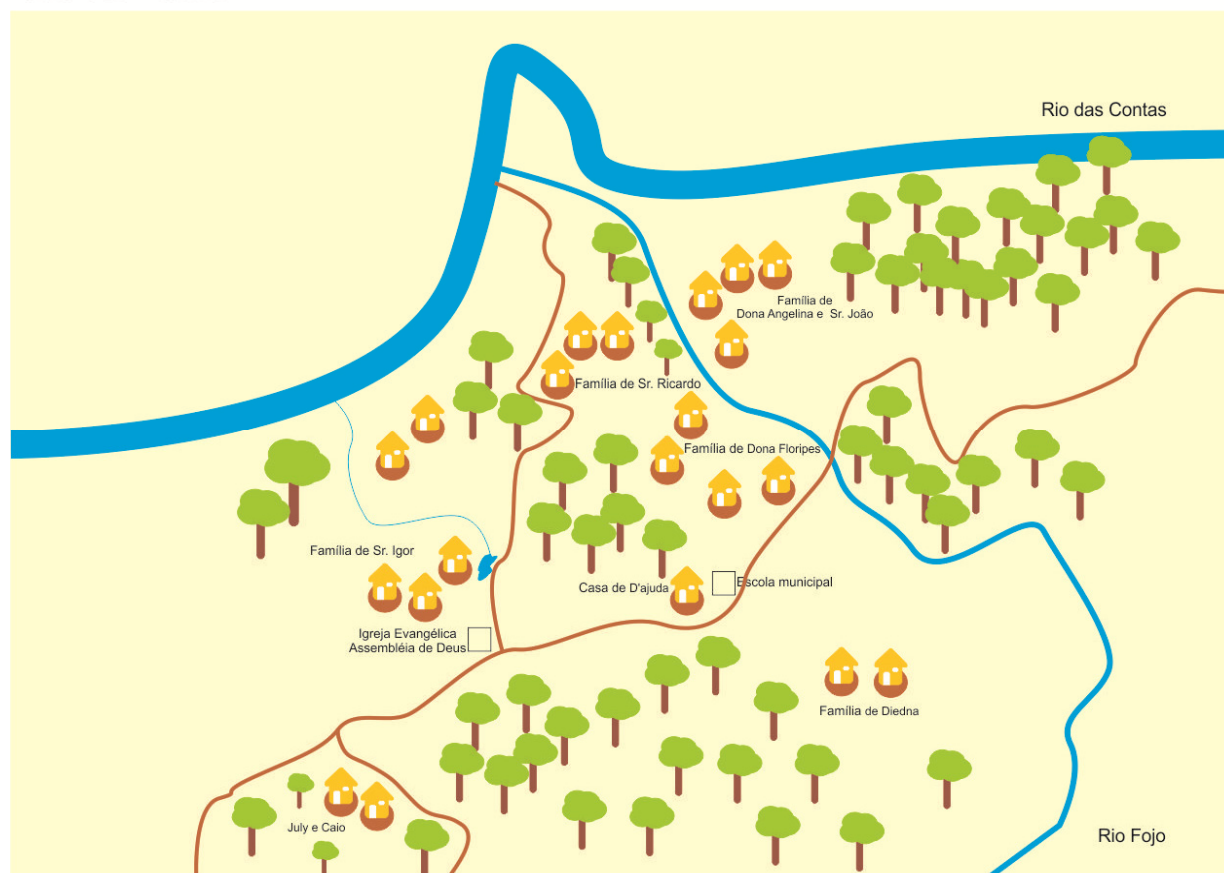 Rio das Contas
Família de
Dona Angelina e Sr. João
Família de Sr. Ricardo
Família de Dona Floripes
Família de Sr. Igor
Casa de D'ajuda
Escola municipal
Igreja Evangélica
Assembléia de Deus
Família de Diedna
July e Caio
Rio Fojo